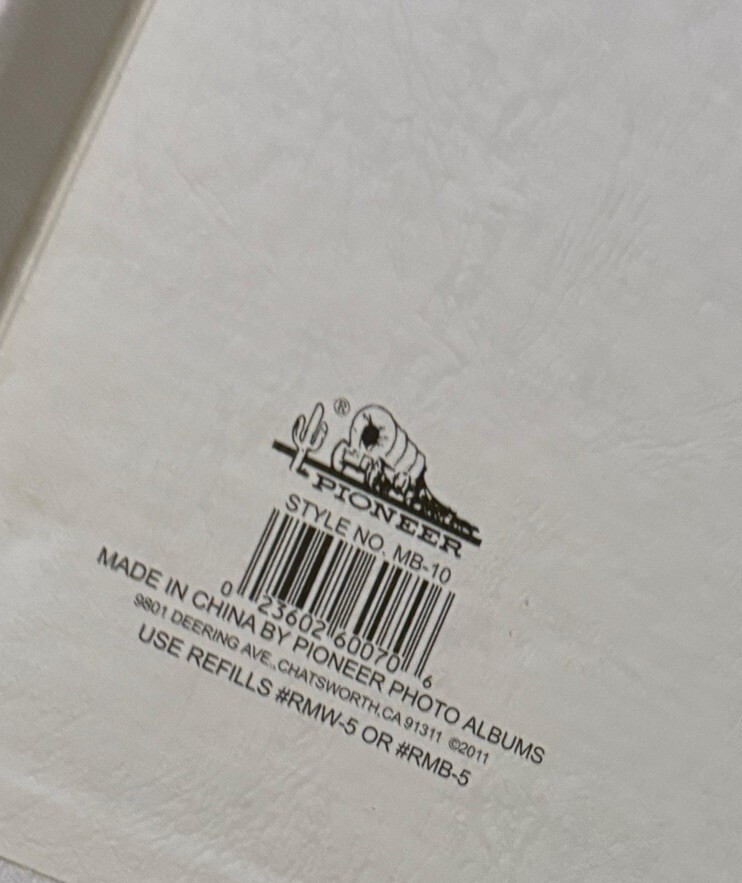 ®
PIONEER
STYLE NO. MB-10
0 23602 60070 6
MADE IN CHINA BY PIONEER PHOTO ALBUMS
9801 DEERING AVE.,CHATSWORTH,CA 91311 ©2011
USE REFILLS #RMW-5 OR #RMB-5